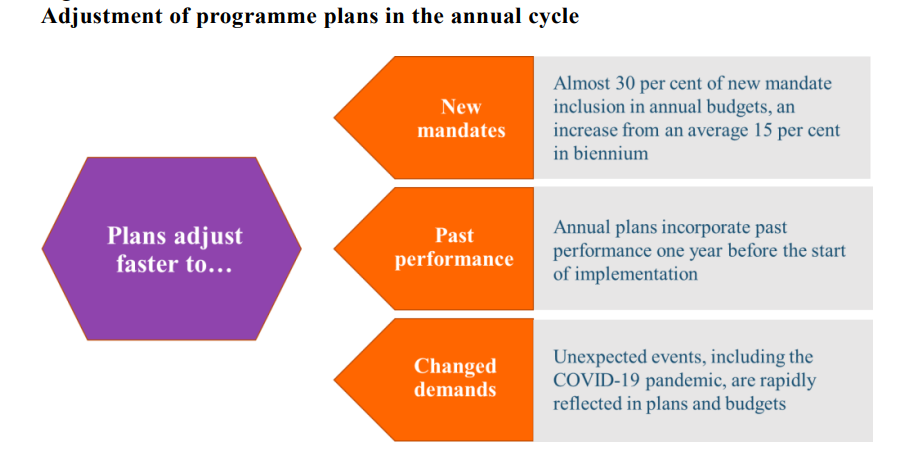 Adjustment of programme plans in the annual cycle
Plans adjust
faster to…
New
mandates
Almost 30 per cent of new mandate
inclusion in annual budgets, an
increase from an average 15 per cent
in biennium
Past
performance
Annual plans incorporate past
performance one year before the start
of implementation
Changed
demands
Unexpected events, including the
COVID-19 pandemic, are rapidly
reflected in plans and budgets